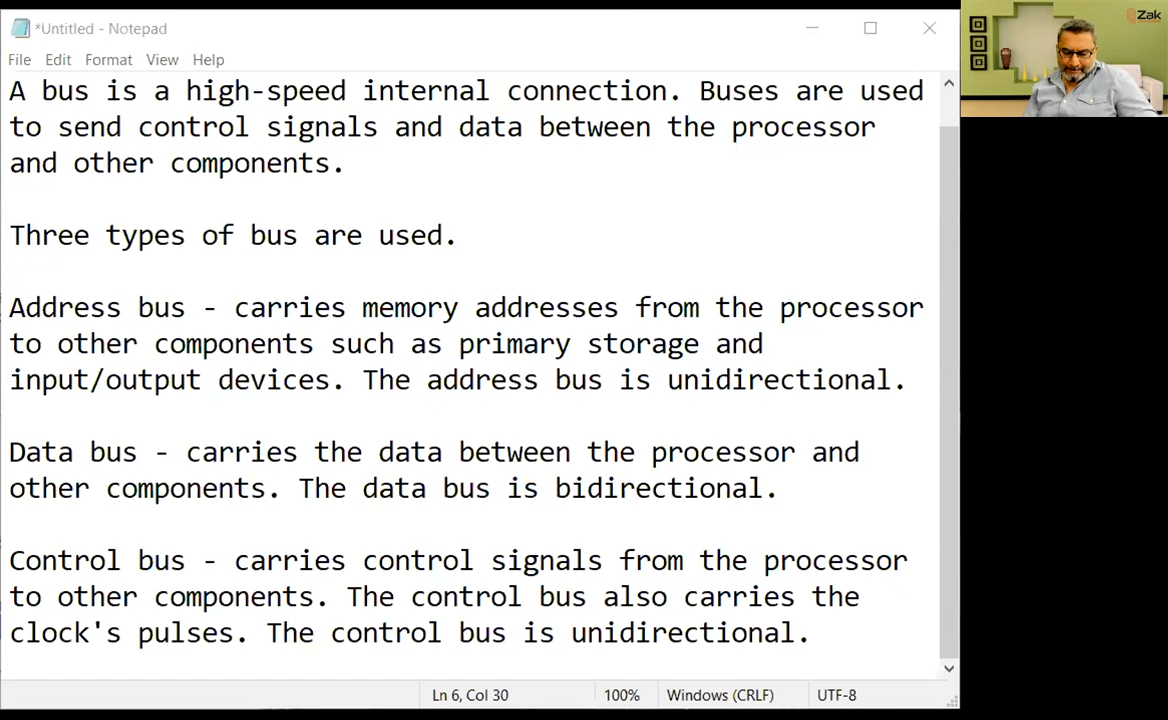 *Untitled - Notepad
File Edit Format View Help
A bus is a high-speed internal connection. Buses are used
to send control signals and data between the processor
and other components.
Three types of bus are used.
Address bus - carries memory addresses from the processor
to other components such as primary storage and
input/output devices. The address bus is unidirectional.
Data bus - carries the data between the processor and
other components. The data bus is bidirectional.
Control bus - carries control signals from the processor
to other components. The control bus also carries the
clock's pulses. The control bus is unidirectional.
Ln 6, Col 30 100% Windows (CRLF) UTF-8
Zak